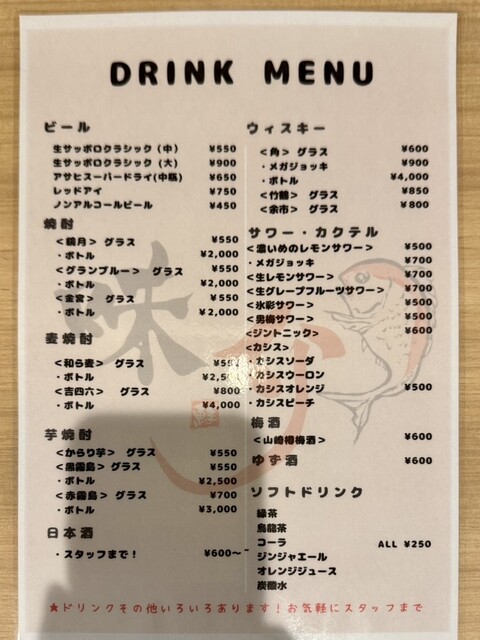 DRINK MENU
ビール
生サッポロクラシック (中) ¥550
生サッポロクラシック (大) ¥900
アサヒスーパードライ(中瓶) ¥650
レッドアイ ¥750
ノンアルコールビール ¥450
焼酎
＜鏡月＞ グラス ¥550
・ボトル ¥2,000
＜グランブルー＞ グラス ¥550
・ボトル ¥2,000
＜金宮＞ グラス ¥550
・ボトル ¥2,000
麦焼酎
＜和ら麦＞ グラス ¥550
・ボトル ¥2,500
＜吉四六＞ グラス ¥800
・ボトル ¥4,000
芋焼酎
＜からり芋＞ グラス ¥550
＜黒霧島＞ グラス ¥550
・ボトル ¥2,500
＜赤霧島＞ グラス ¥700
・ボトル ¥3,000
日本酒
・スタッフまで！ ¥600～
ウィスキー
＜角＞ グラス ¥600
・メガジョッキ ¥900
・ボトル ¥4,000
＜竹鶴＞ グラス ¥850
＜余市＞ グラス ¥800
サワー・カクテル
＜濃いめのレモンサワー＞ ¥500
・メガジョッキ ¥700
＜生レモンサワー＞ ¥700
＜生グレープフルーツサワー＞ ¥700
＜氷彩サワー＞ ¥500
＜男梅サワー＞ ¥500
＜ジントニック＞ ¥600
＜カシス＞
・カシスソーダ
・カシスウーロン
・カシスオレンジ ¥500
・カシスピーチ
梅酒
＜山崎樽梅酒＞ ¥600
ゆず酒 ¥600
ソフトドリンク
緑茶
烏龍茶
コーラ ALL ¥250
ジンジャエール
オレンジジュース
炭酸水
★ドリンクその他いろいろあります！お気軽にスタッフまで